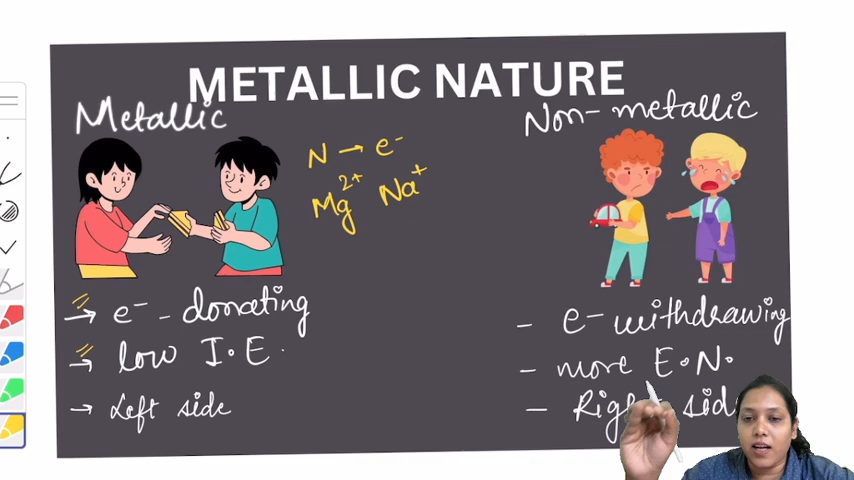 METALLIC NATURE
Metallic
Non-metallic
N → e⁻
Mg²⁺ Na⁺
→ e⁻ - donating
→ low I.E.
→ Left side
- e⁻ withdrawing
- more E.N.
- Right side